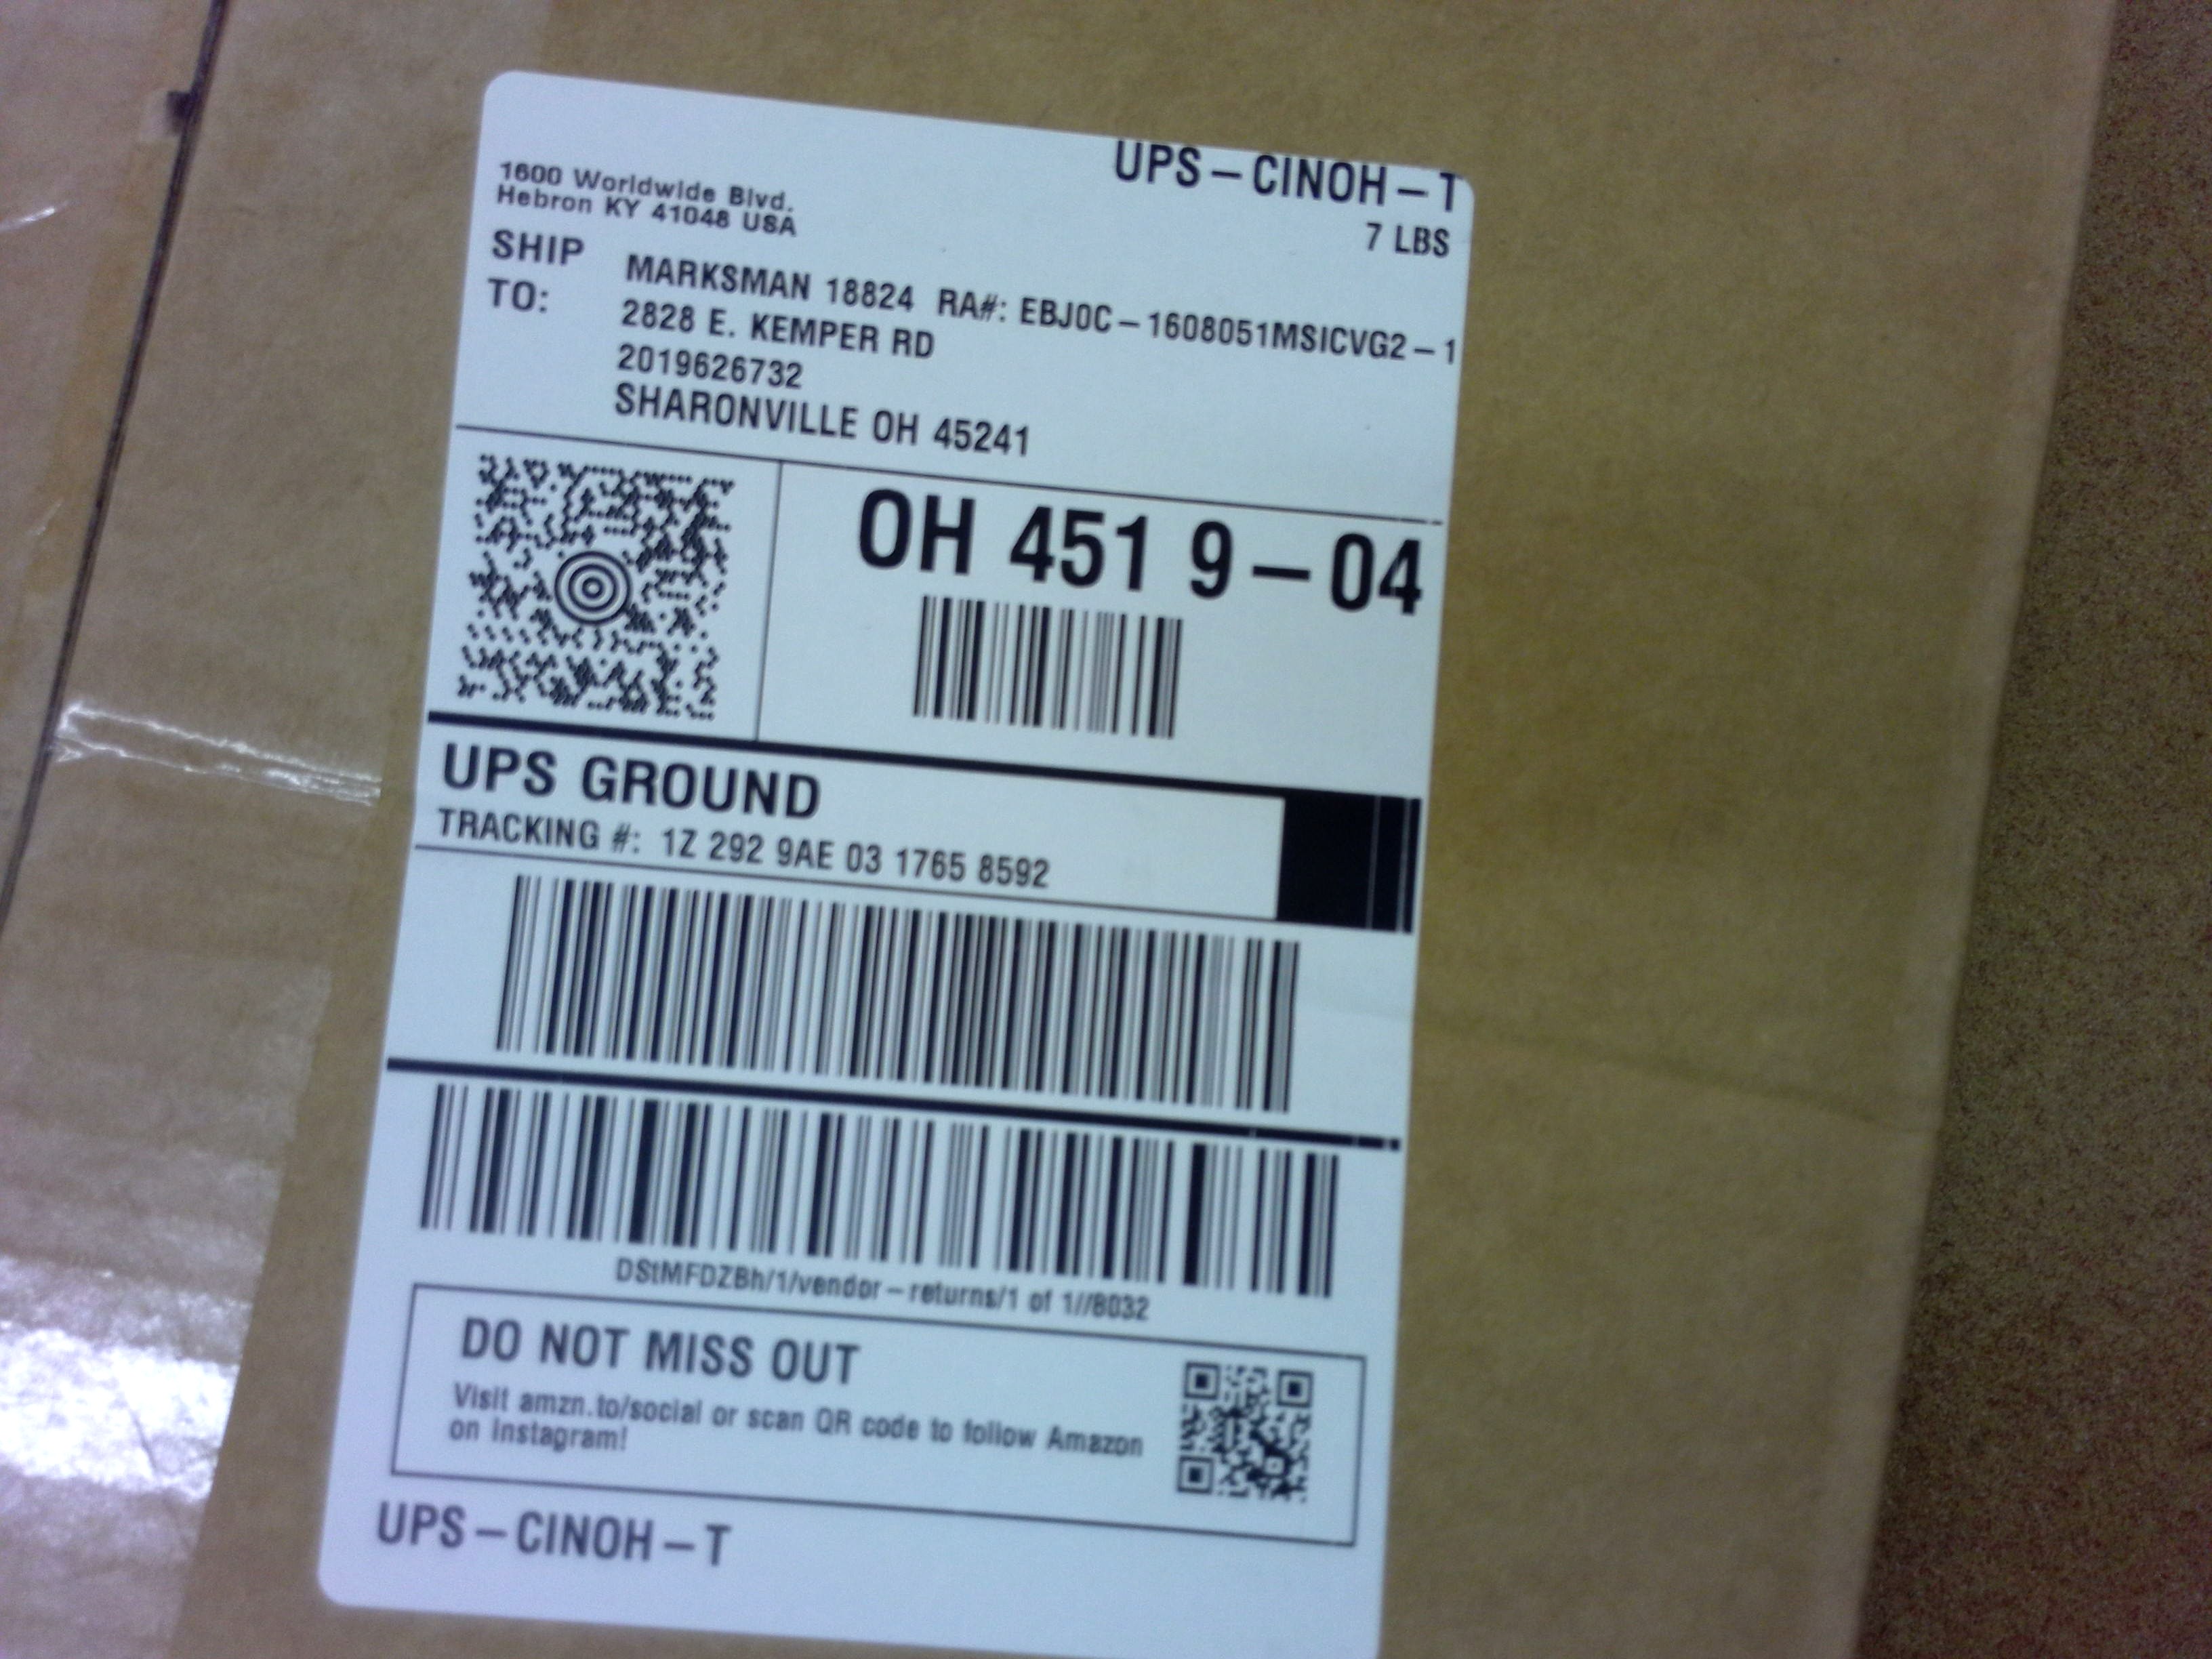 UPS-CINOH-T
1600 Worldwide Blvd.
Hebron KY 41048 USA
7 LBS
SHIP TO:
MARKSMAN 18824 RA#: EBJ0C-1608051MSICVG2-1
2828 E. KEMPER RD
2019626732
SHARONVILLE OH 45241
OH 451 9-04
UPS GROUND
TRACKING #: 1Z 292 9AE 03 1765 8592
DStMFDZBh/1/vendor-returns/1 of 1//8032
DO NOT MISS OUT
Visit amzn.to/social or scan QR code to follow Amazon
on Instagram!
UPS-CINOH-T